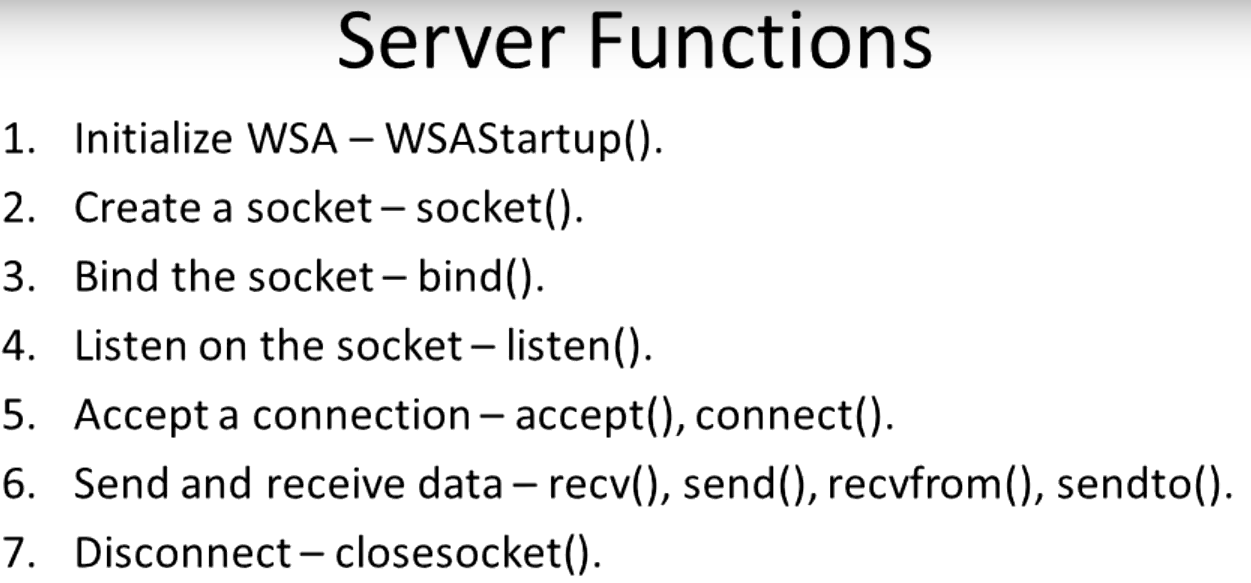 Server Functions
1. Initialize WSA – WSAStartup().
2. Create a socket – socket().
3. Bind the socket – bind().
4. Listen on the socket – listen().
5. Accept a connection – accept(), connect().
6. Send and receive data – recv(), send(), recvfrom(), sendto().
7. Disconnect – closesocket().